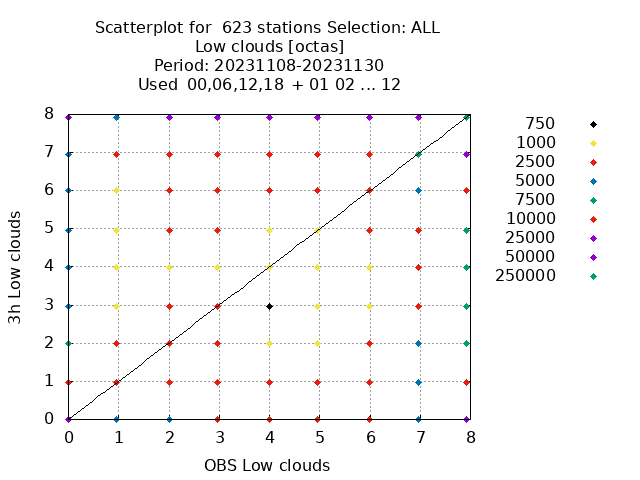 Scatterplot for  623 stations Selection: ALL
Low clouds [octas]
Period: 20231108-20231130
Used  00,06,12,18  + 01 02 ... 12
3h Low clouds
8
7
6
5
4
3
2
1
0
0 1 2 3 4 5 6 7 8
OBS Low clouds
750
1000
2500
5000
7500
10000
25000
50000
250000